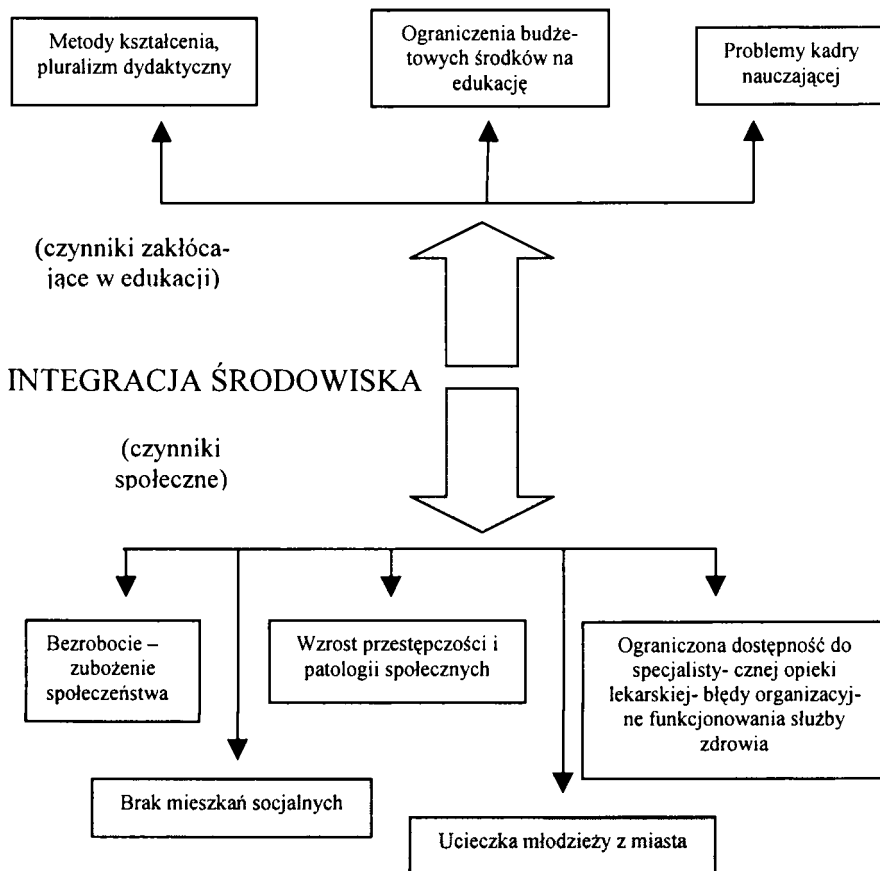 Metody kształcenia,
pluralizm dydaktyczny
Ograniczenia budże-
towych środków na
edukację
Problemy kadry
nauczającej
(czynniki zakłóca-
jące w edukacji)
INTEGRACJA ŚRODOWISKA
(czynniki
społeczne)
Bezrobocie –
zubożenie
społeczeństwa
Wzrost przestępczości i
patologii społecznych
Ograniczona dostępność do
specjalisty- cznej opieki
lekarskiej- błędy organizacyj-
ne funkcjonowania służby
zdrowia
Brak mieszkań socjalnych
Ucieczka młodzieży z miasta